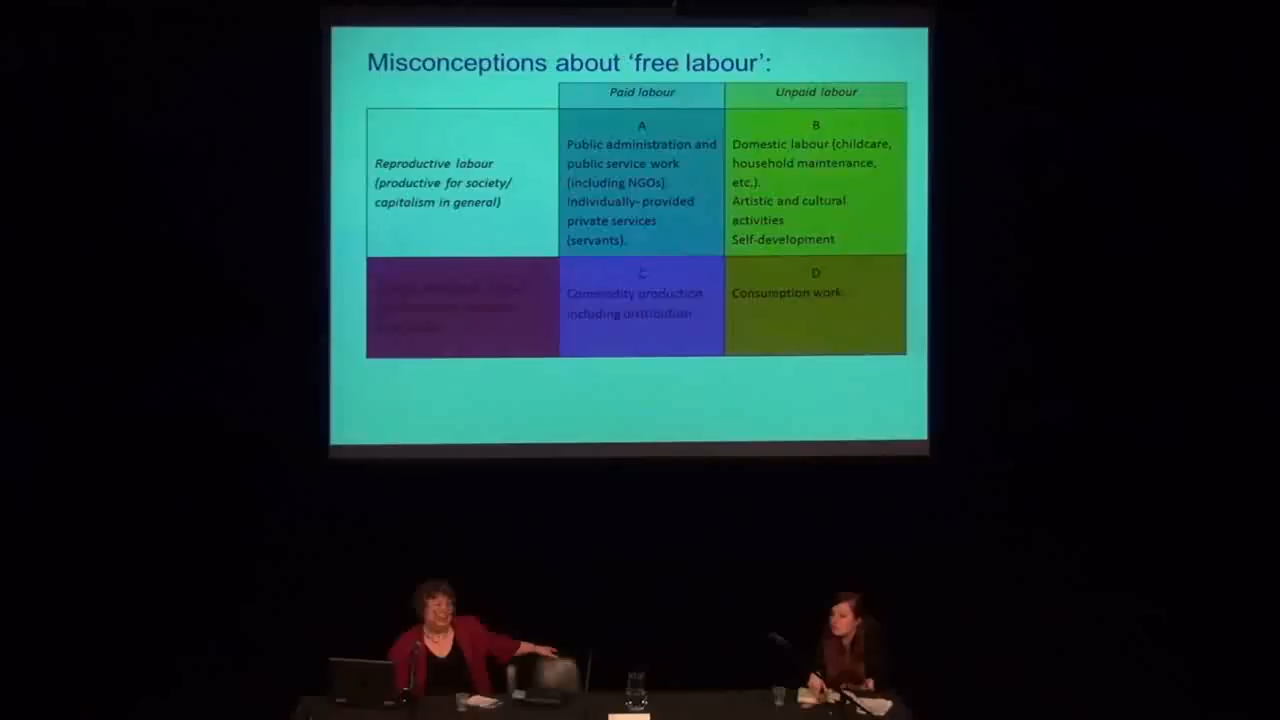 Misconceptions about ‘free labour’:
Paid labour
Unpaid labour
Reproductive labour
(productive for society/
capitalism in general)
A
Public administration and
public service work
(including NGOs).
Individually-provided
private services
(servants).
B
Domestic labour (childcare,
household maintenance,
etc.).
Artistic and cultural
activities
Self-development
C
Commodity production
including distribution
D
Consumption work